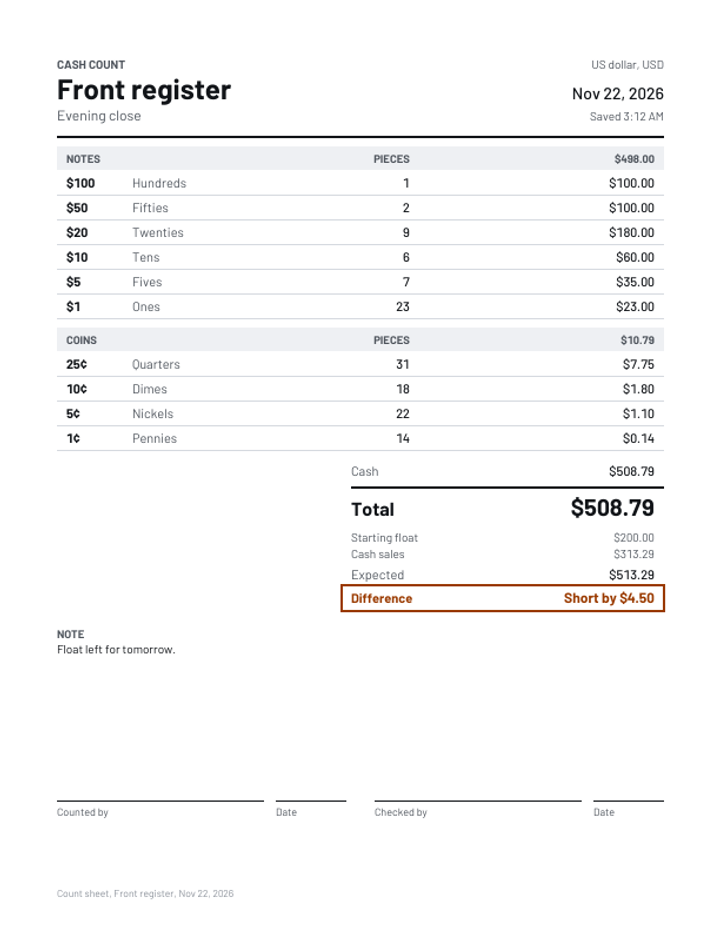 CASH COUNT US dollar, USD
Front register Nov 22, 2026
Evening close Saved 3:12 AM
NOTES PIECES $498.00
$100 Hundreds 1 $100.00
$50 Fifties 2 $100.00
$20 Twenties 9 $180.00
$10 Tens 6 $60.00
$5 Fives 7 $35.00
$1 Ones 23 $23.00
COINS PIECES $10.79
25¢ Quarters 31 $7.75
10¢ Dimes 18 $1.80
5¢ Nickels 22 $1.10
1¢ Pennies 14 $0.14
Cash $508.79
Total $508.79
Starting float $200.00
Cash sales $313.29
Expected $513.29
Difference Short by $4.50
NOTE
Float left for tomorrow.
Counted by Date Checked by Date
Count sheet, Front register, Nov 22, 2026